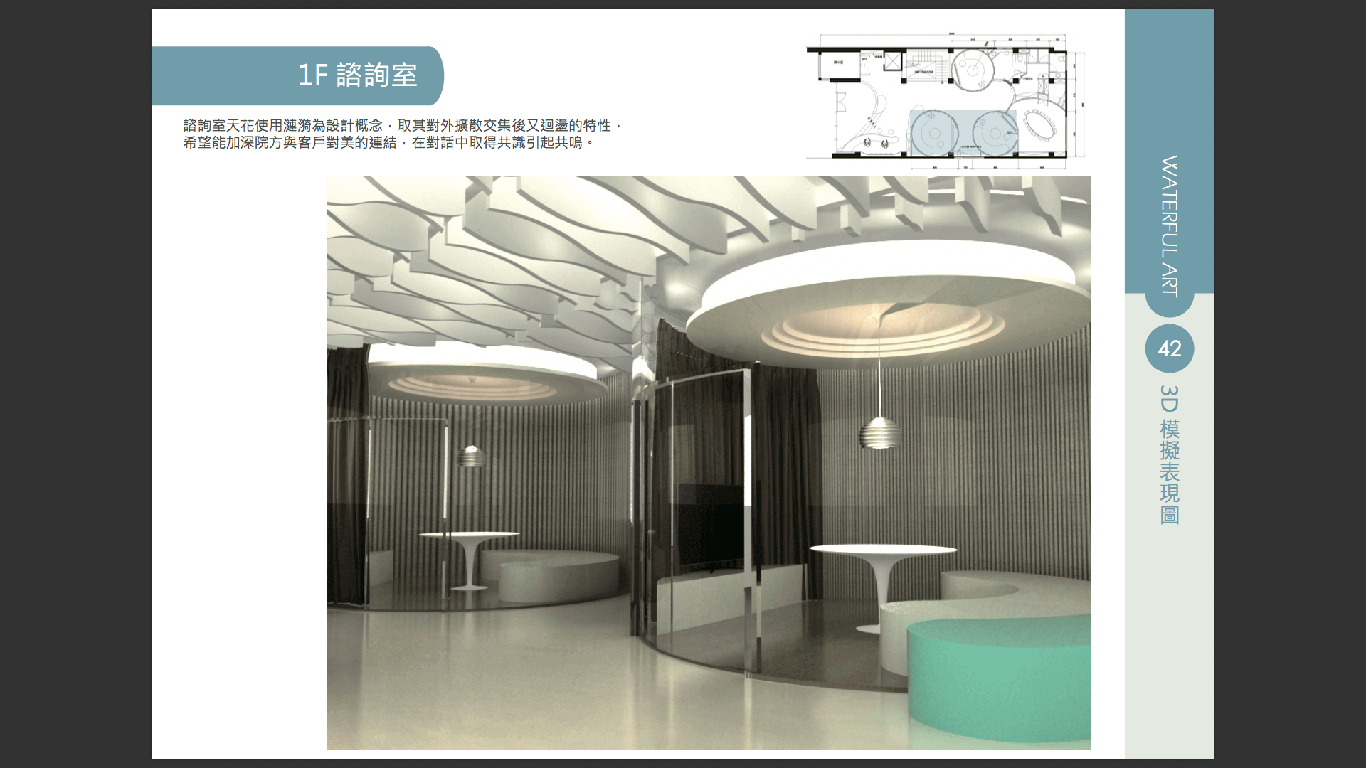 1F 諮詢室
諮詢室天花使用漣漪為設計概念，取其對外擴散交集後又迴盪的特性，
希望能加深院方與客戶對美的連結，在對話中取得共識引起共鳴。
WATERFUL ART
42
3D 模擬表現圖